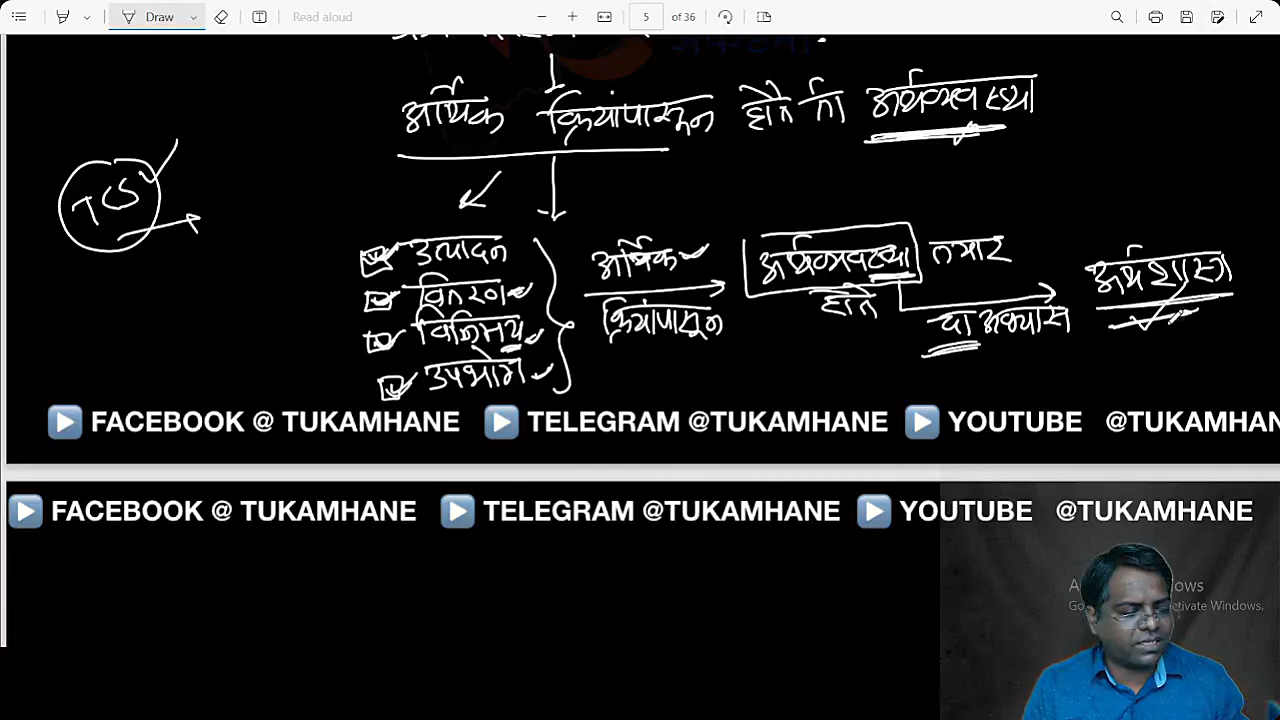 Draw
Read aloud
5 of 36
आर्थिक क्रियांपासून होते ती अर्थव्यवस्था
TCS
उत्पादन
वितरण
विनिमय
उपभोग
आर्थिक
क्रियांपासून
अर्थव्यवस्था तयार
होते
चा अभ्यास
अर्थशास्त्र
FACEBOOK @ TUKAMHANE TELEGRAM @TUKAMHANE YOUTUBE @TUKAMHAN
FACEBOOK @ TUKAMHANE TELEGRAM @TUKAMHANE YOUTUBE @TUKAMHANE